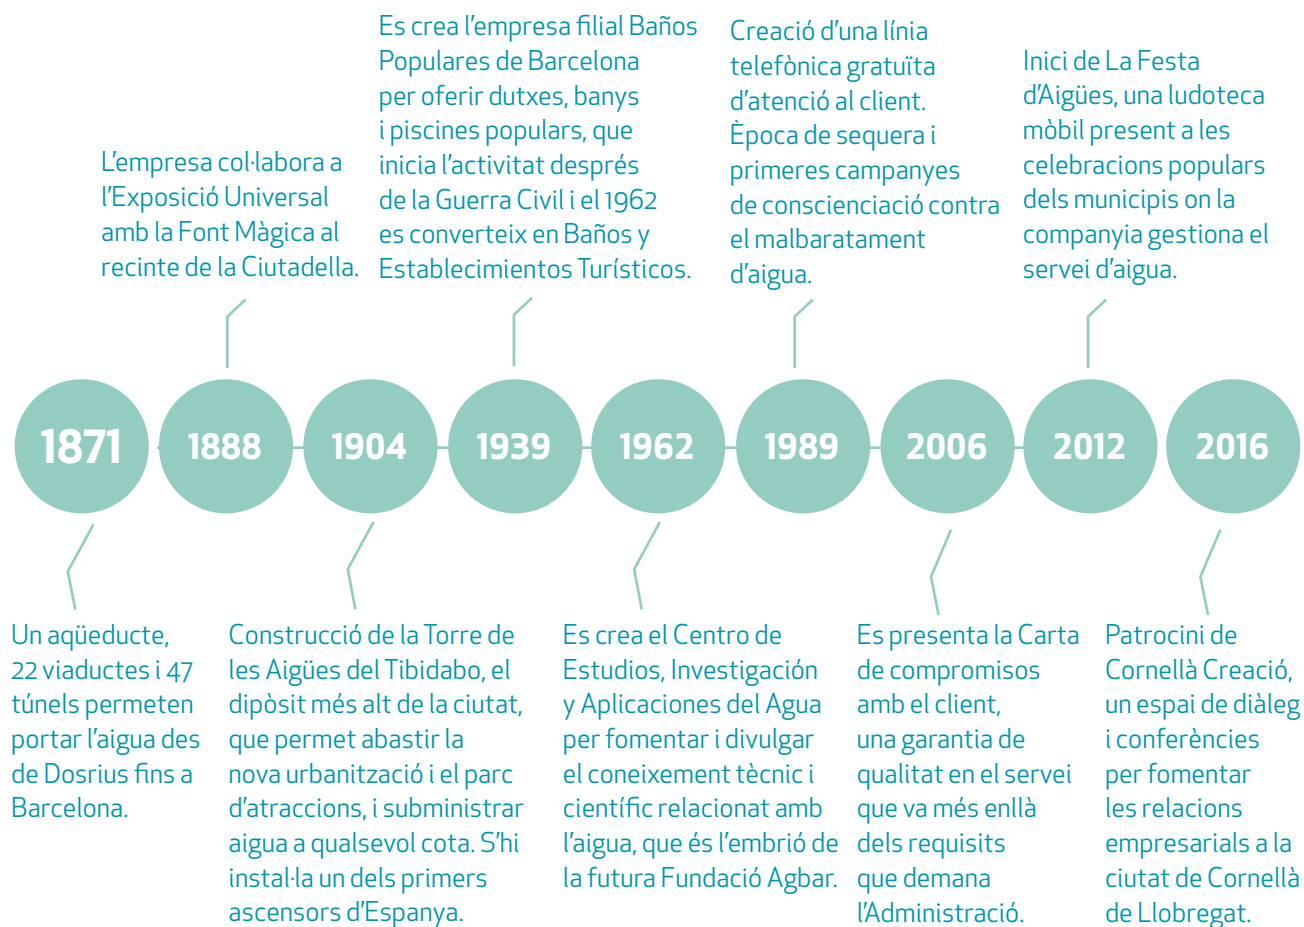 L'empresa col·labora a
l'Exposició Universal
amb la Font Màgica al
recinte de la Ciutadella.
Es crea l'empresa filial Baños
Populares de Barcelona
per oferir dutxes, banys
i piscines populars, que
inicia l'activitat després
de la Guerra Civil i el 1962
es converteix en Baños y
Establecimientos Turísticos.
Creació d'una línia
telefònica gratuïta
d'atenció al client.
Època de sequera i
primeres campanyes
de conscienciació contra
el malbaratament
d'aigua.
Inici de La Festa
d'Aigües, una ludoteca
mòbil present a les
celebracions populars
dels municipis on la
companyia gestiona el
servei d'aigua.
1871
1888
1904
1939
1962
1989
2006
2012
2016
Un aqüeducte,
22 viaductes i 47
túnels permeten
portar l'aigua des
de Dosrius fins a
Barcelona.
Construcció de la Torre de
les Aigües del Tibidabo, el
dipòsit més alt de la ciutat,
que permet abastir la
nova urbanització i el parc
d'atraccions, i subministrar
aigua a qualsevol cota. S'hi
instal·la un dels primers
ascensors d'Espanya.
Es crea el Centro de
Estudios, Investigación
y Aplicaciones del Agua
per fomentar i divulgar
el coneixement tècnic i
científic relacionat amb
l'aigua, que és l'embrió de
la futura Fundació Agbar.
Es presenta la Carta
de compromisos
amb el client,
una garantia de
qualitat en el servei
que va més enllà
dels requisits
que demana
l'Administració.
Patrocini de
Cornellà Creació,
un espai de diàleg
i conferències
per fomentar
les relacions
empresarials a la
ciutat de Cornellà
de Llobregat.